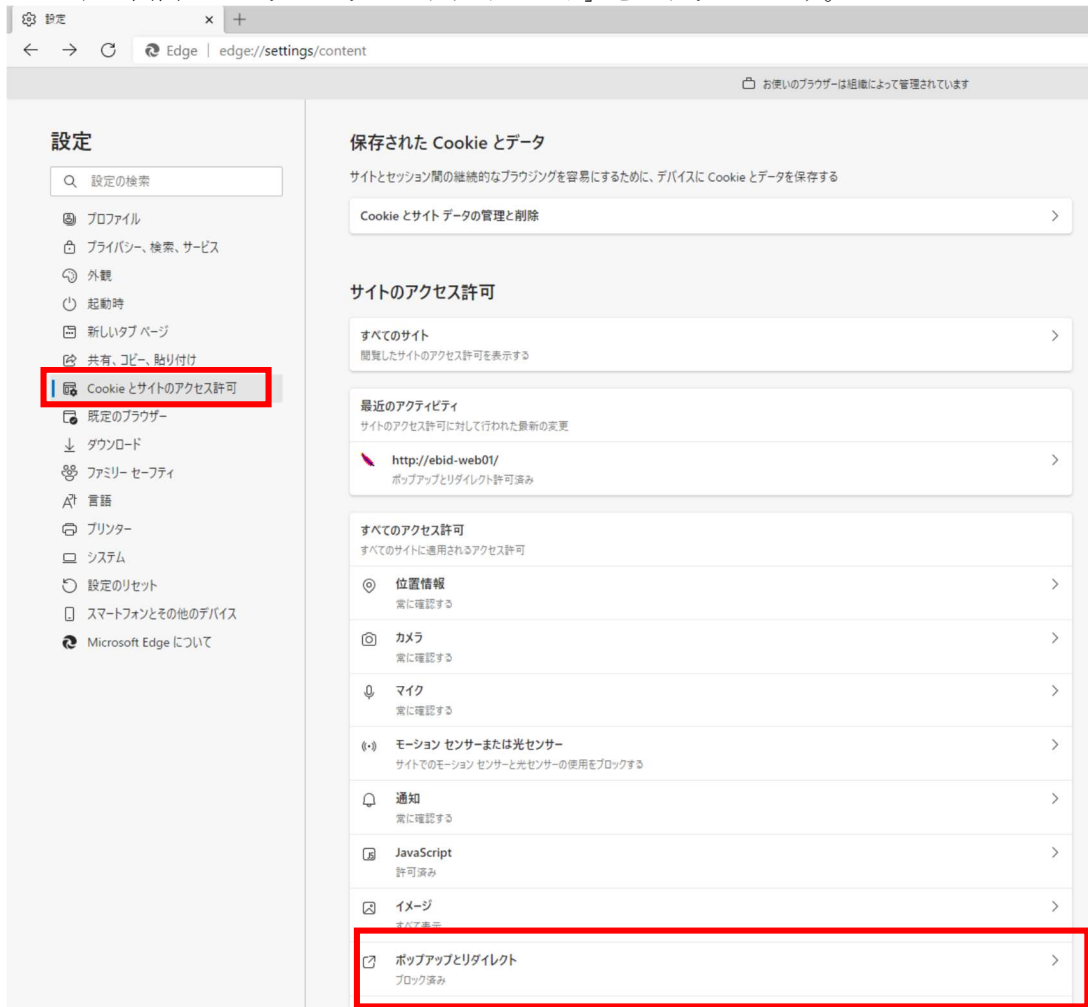 設定
Edge | edge://settings/content
お使いのブラウザーは組織によって管理されています
設定
設定の検索
プロファイル
プライバシー、検索、サービス
外観
起動時
新しいタブ ページ
共有、コピー、貼り付け
Cookie とサイトのアクセス許可
既定のブラウザー
ダウンロード
ファミリー セーフティ
言語
プリンター
システム
設定のリセット
スマートフォンとその他のデバイス
Microsoft Edge について
保存された Cookie とデータ
サイトとセッション間の継続的なブラウジングを容易にするために、デバイスに Cookie とデータを保存する
Cookie とサイト データの管理と削除
サイトのアクセス許可
すべてのサイト
閲覧したサイトのアクセス許可を表示する
最近のアクティビティ
サイトのアクセス許可に対して行われた最新の変更
http://ebid-web01/
ポップアップとリダイレクト許可済み
すべてのアクセス許可
すべてのサイトに適用されるアクセス許可
位置情報
常に確認する
カメラ
常に確認する
マイク
常に確認する
モーション センサーまたは光センサー
サイトでのモーション センサーと光センサーの使用をブロックする
通知
常に確認する
JavaScript
許可済み
イメージ
すべて表示
ポップアップとリダイレクト
ブロック済み